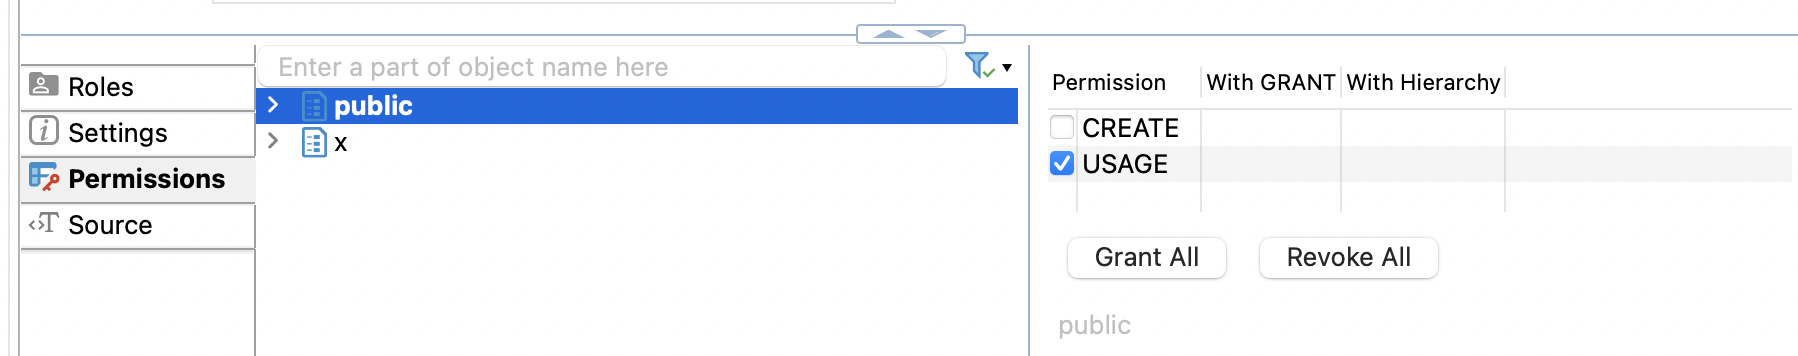 Roles
Settings
Permissions
Source
Enter a part of object name here
public
x
Permission With GRANT With Hierarchy
CREATE
USAGE
Grant All Revoke All
public